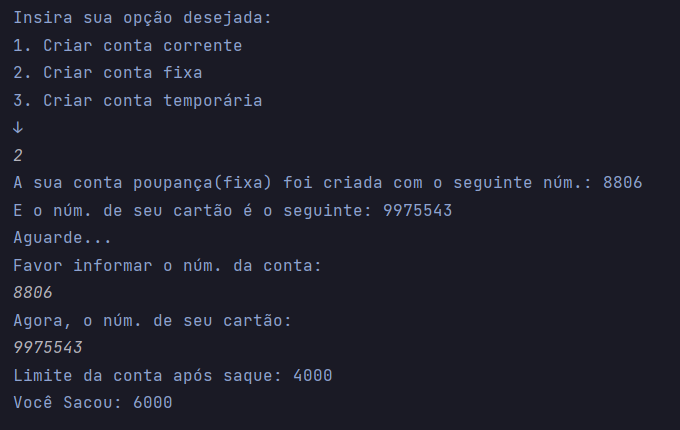 Insira sua opção desejada:
1. Criar conta corrente
2. Criar conta fixa
3. Criar conta temporária
↓
2
A sua conta poupança(fixa) foi criada com o seguinte núm.: 8806
E o núm. de seu cartão é o seguinte: 9975543
Aguarde...
Favor informar o núm. da conta:
8806
Agora, o núm. de seu cartão:
9975543
Limite da conta após saque: 4000
Você Sacou: 6000